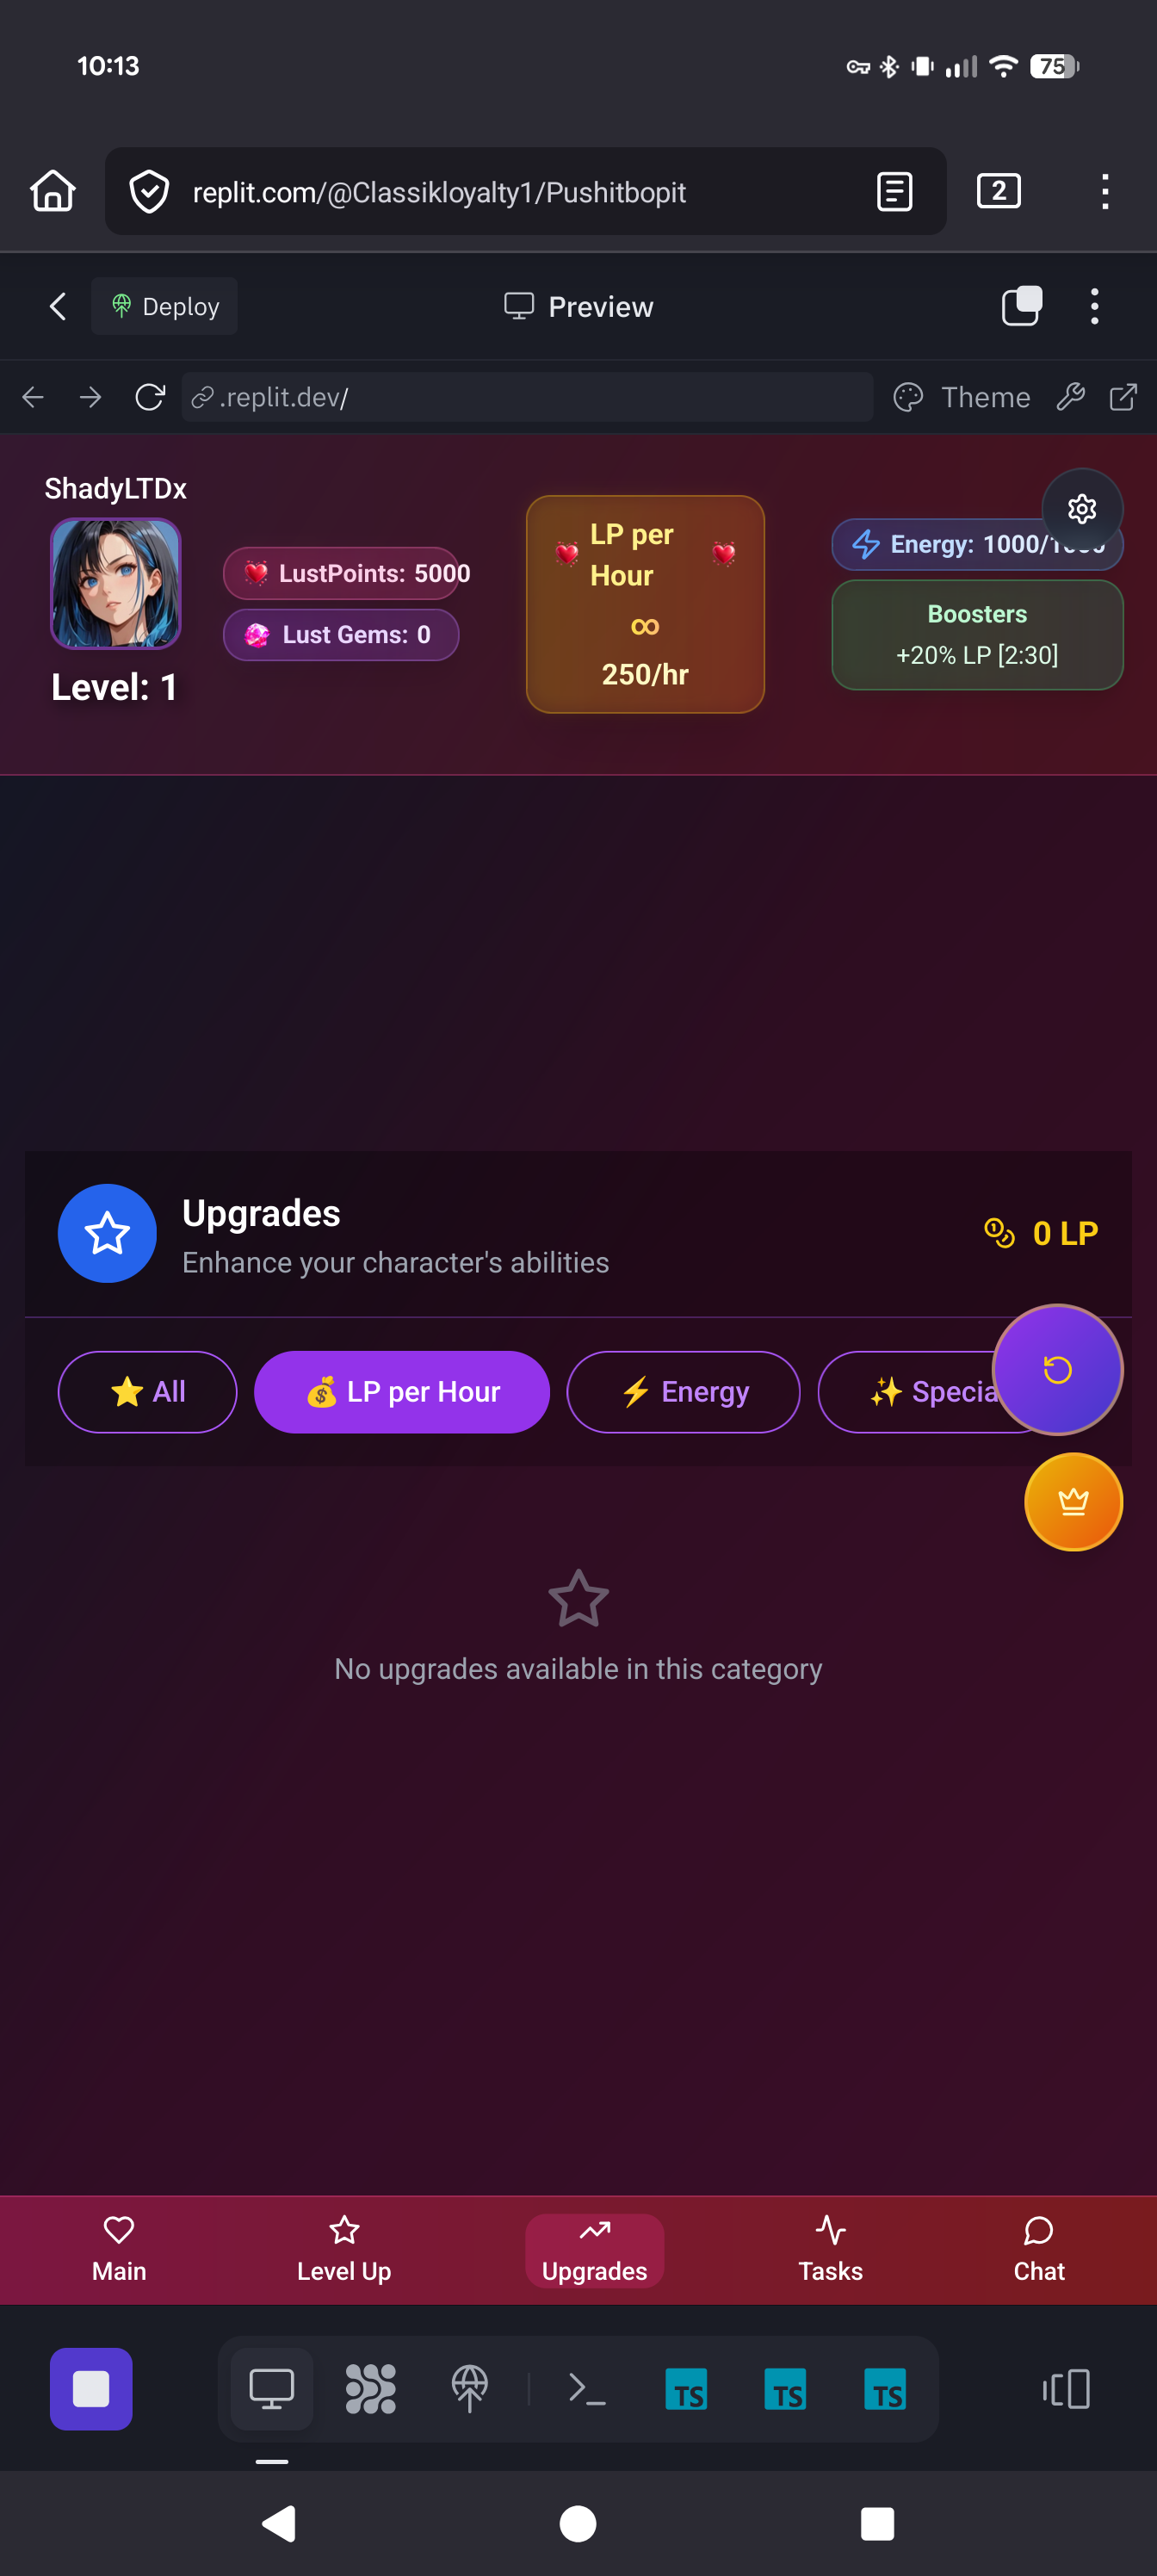 10:13
75
replit.com/@Classikloyalty1/Pushitbopit
2
Deploy
Preview
.replit.dev/
Theme
ShadyLTDx
Level: 1
LustPoints: 5000
Lust Gems: 0
LP per
Hour
∞
250/hr
Energy: 1000/1000
Boosters
+20% LP [2:30]
Upgrades
Enhance your character's abilities
0 LP
All
LP per Hour
Energy
Specia
No upgrades available in this category
Main
Level Up
Upgrades
Tasks
Chat
TS
TS
TS